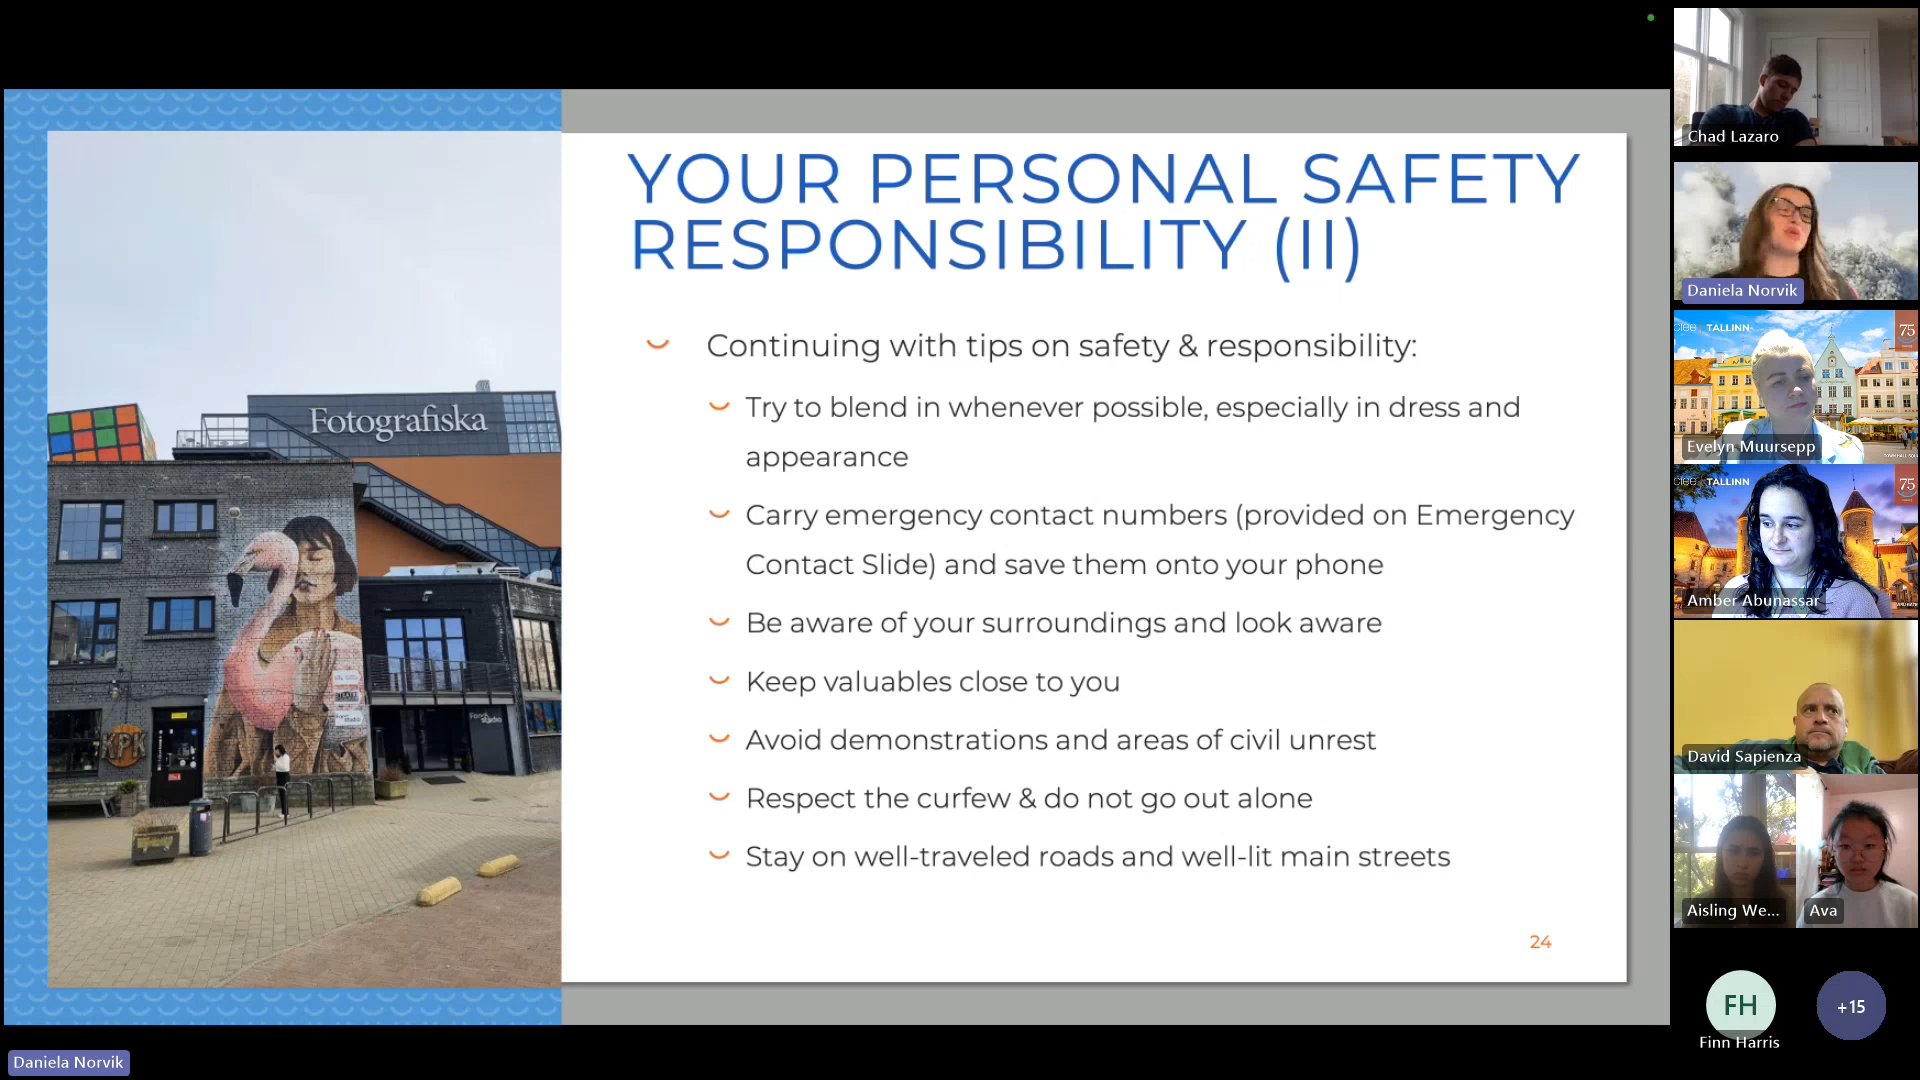 YOUR PERSONAL SAFETY
RESPONSIBILITY (II)
Continuing with tips on safety & responsibility:
Try to blend in whenever possible, especially in dress and
appearance
Carry emergency contact numbers (provided on Emergency
Contact Slide) and save them onto your phone
Be aware of your surroundings and look aware
Keep valuables close to you
Avoid demonstrations and areas of civil unrest
Respect the curfew & do not go out alone
Stay on well-traveled roads and well-lit main streets
24
Fotografiska
KPK
Chad Lazaro
Daniela Norvik
ciee TALLINN
75
Evelyn Muursepp
ciee TALLINN
75
Amber Abunassar
David Sapienza
Aisling We...
Ava
FH
Finn Harris
+15
Daniela Norvik